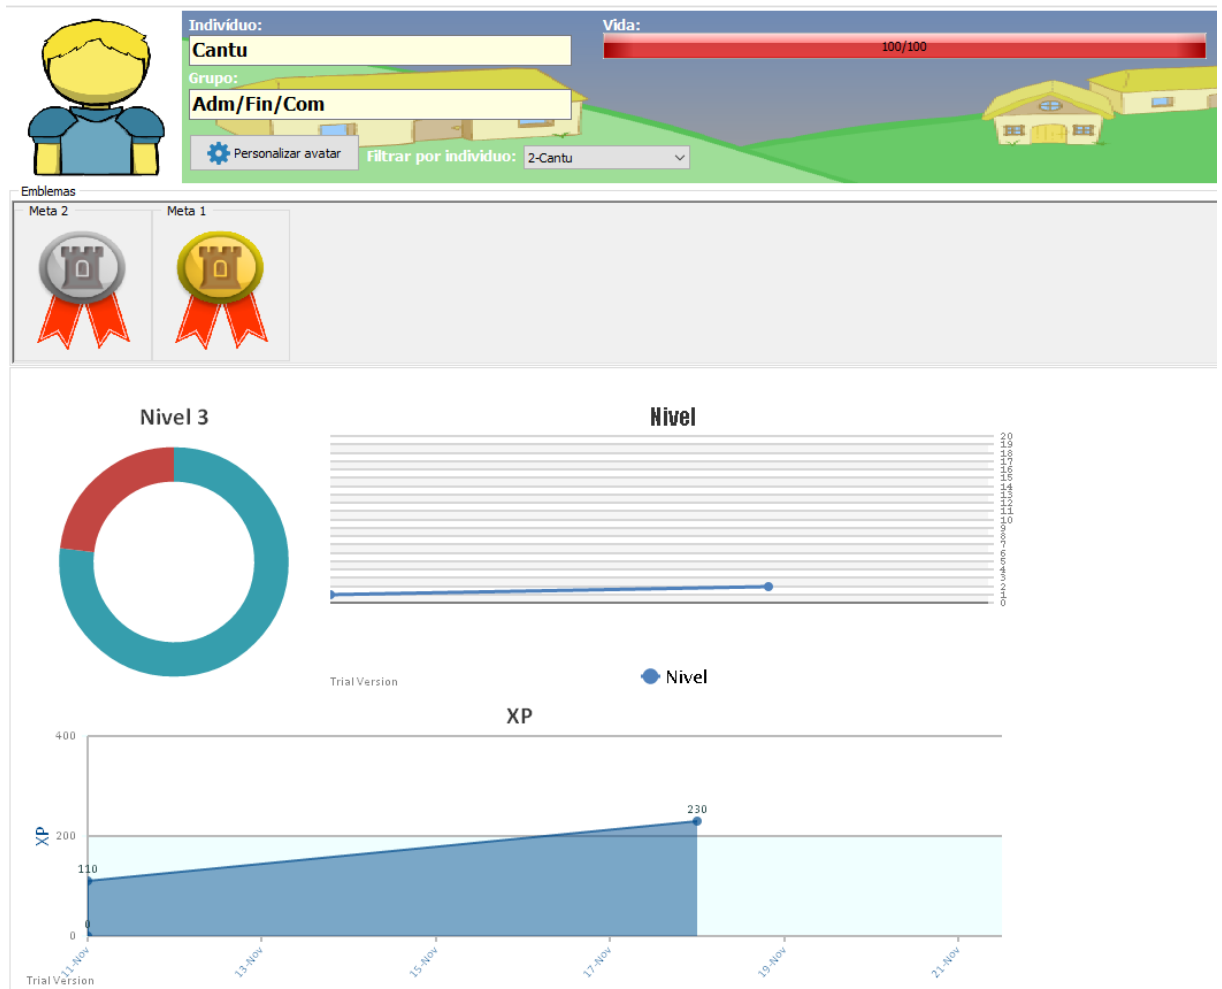 Indivíduo:
Cantu
Grupo:
Adm/Fin/Com
Personalizar avatar
Filtrar por individuo:
2-Cantu
Vida:
100/100
Emblemas
Meta 2
Meta 1
Nivel 3
Nivel
20
19
18
17
16
15
14
13
12
11
10
9
8
7
6
5
4
3
2
1
0
Trial Version
Nivel
XP
400
XP
200
0
110
0
230
11-Nov
13-Nov
15-Nov
17-Nov
19-Nov
21-Nov
Trial Version